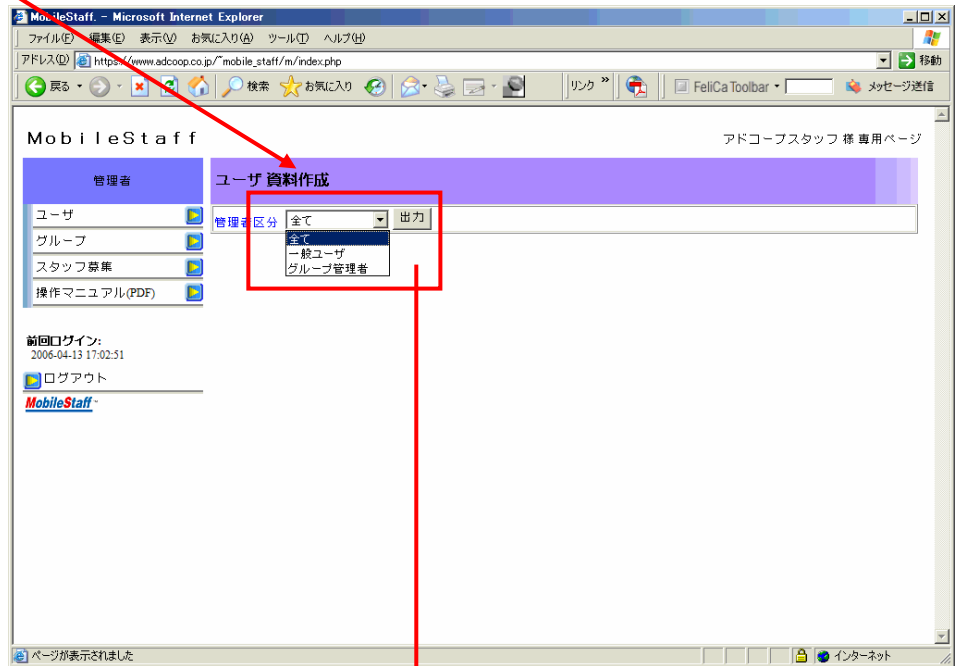 MobileStaff. - Microsoft Internet Explorer
ファイル(F) 編集(E) 表示(V) お気に入り(A) ツール(T) ヘルプ(H)
アドレス(D) https://www.adcoop.co.jp/~mobile_staff/m/index.php 移動
戻る 検索 お気に入り リンク » FeliCa Toolbar メッセージ送信
MobileStaff アドコープスタッフ 様 専用ページ
管理者 ユーザ 資料作成
ユーザ 管理者区分 全て 出力
全て
グループ 一般ユーザ
スタッフ募集 グループ管理者
操作マニュアル(PDF)
前回ログイン:
2006-04-13 17:02:51
ログアウト
MobileStaff
ページが表示されました インターネット